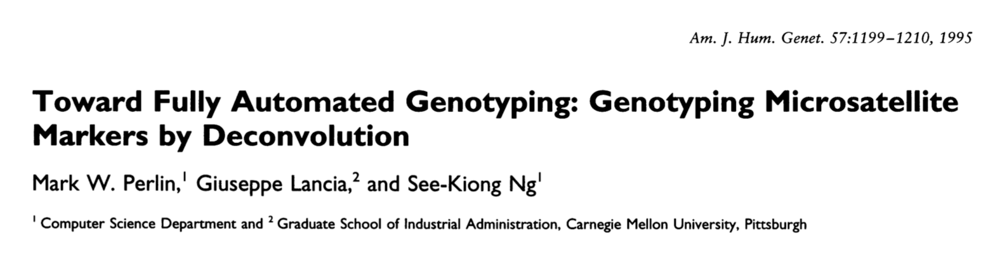 Am. J. Hum. Genet. 57:1199–1210, 1995
Toward Fully Automated Genotyping: Genotyping Microsatellite
Markers by Deconvolution
Mark W. Perlin,¹ Giuseppe Lancia,² and See-Kiong Ng¹
¹ Computer Science Department and ² Graduate School of Industrial Administration, Carnegie Mellon University, Pittsburgh